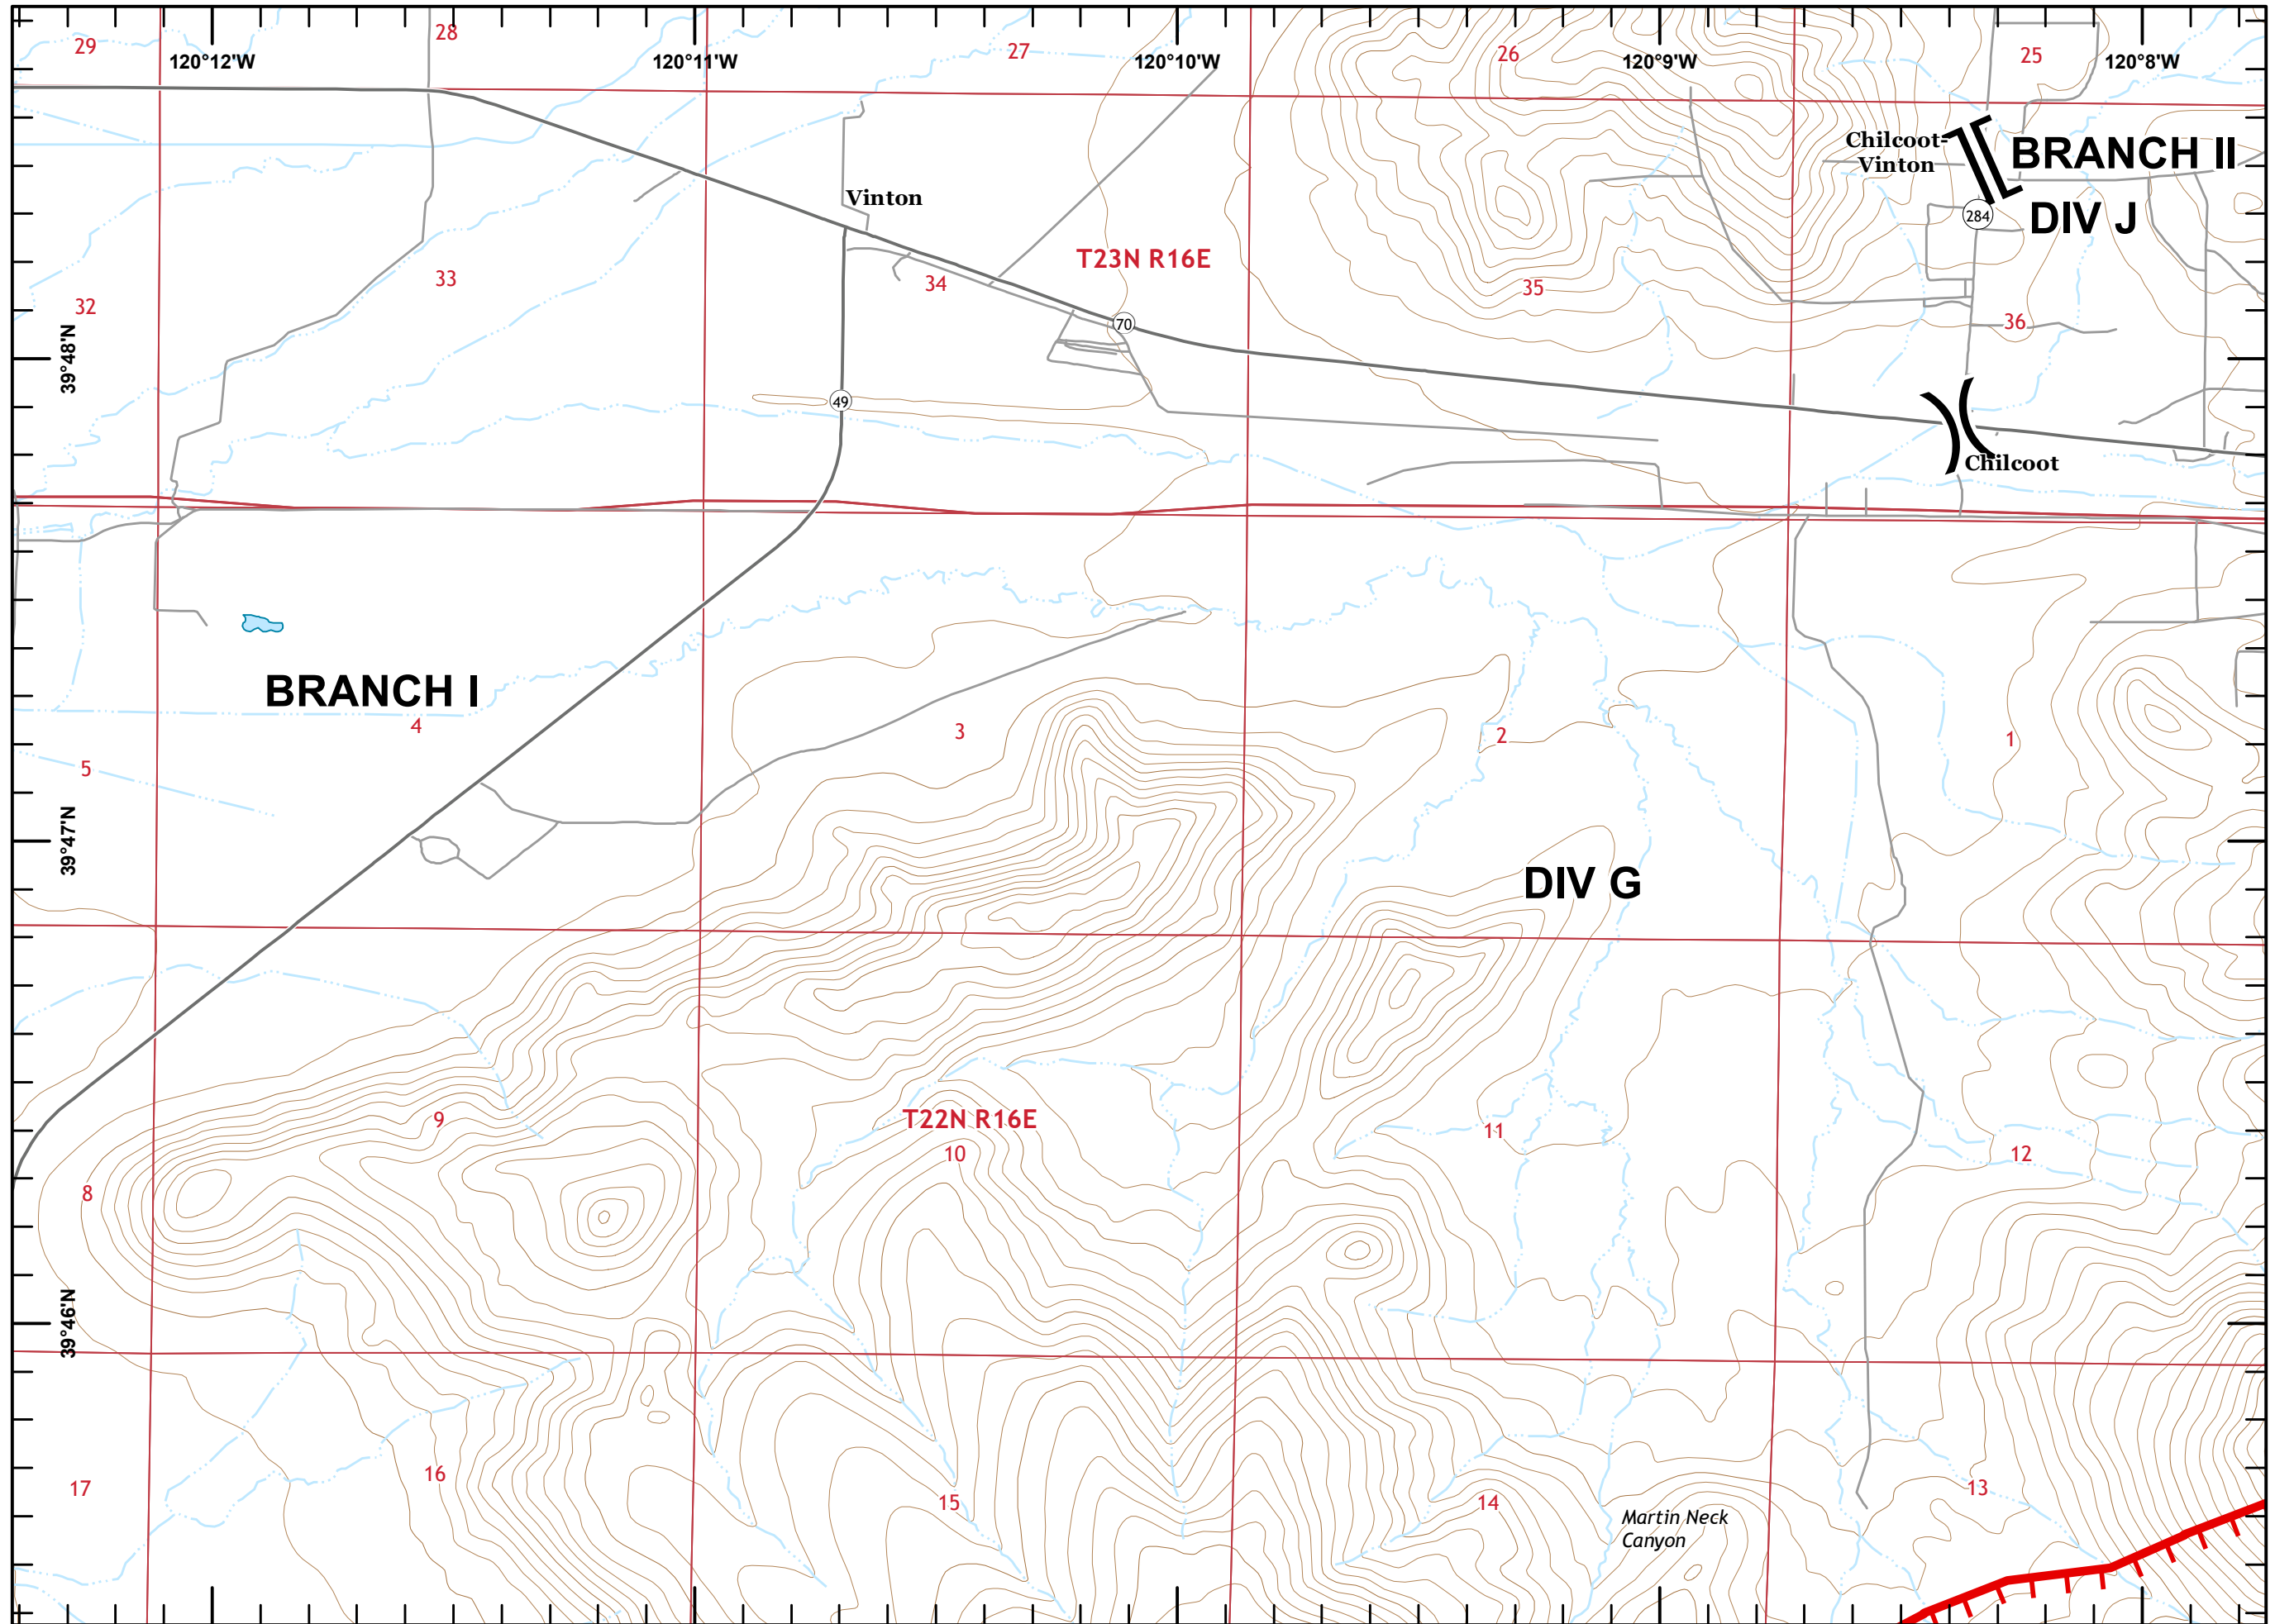 29
28
27
26
25
120°12'W
120°11'W
120°10'W
120°9'W
120°8'W
Chilcoot-
Vinton
BRANCH II
Vinton
284
DIV J
T23N R16E
33
34
35
32
36
70
39°48'N
49
Chilcoot
BRANCH I
4
3
2
1
5
39°47'N
DIV G
9
T22N R16E
11
10
12
8
39°46'N
16
17
15
14
13
Martin Neck
Canyon